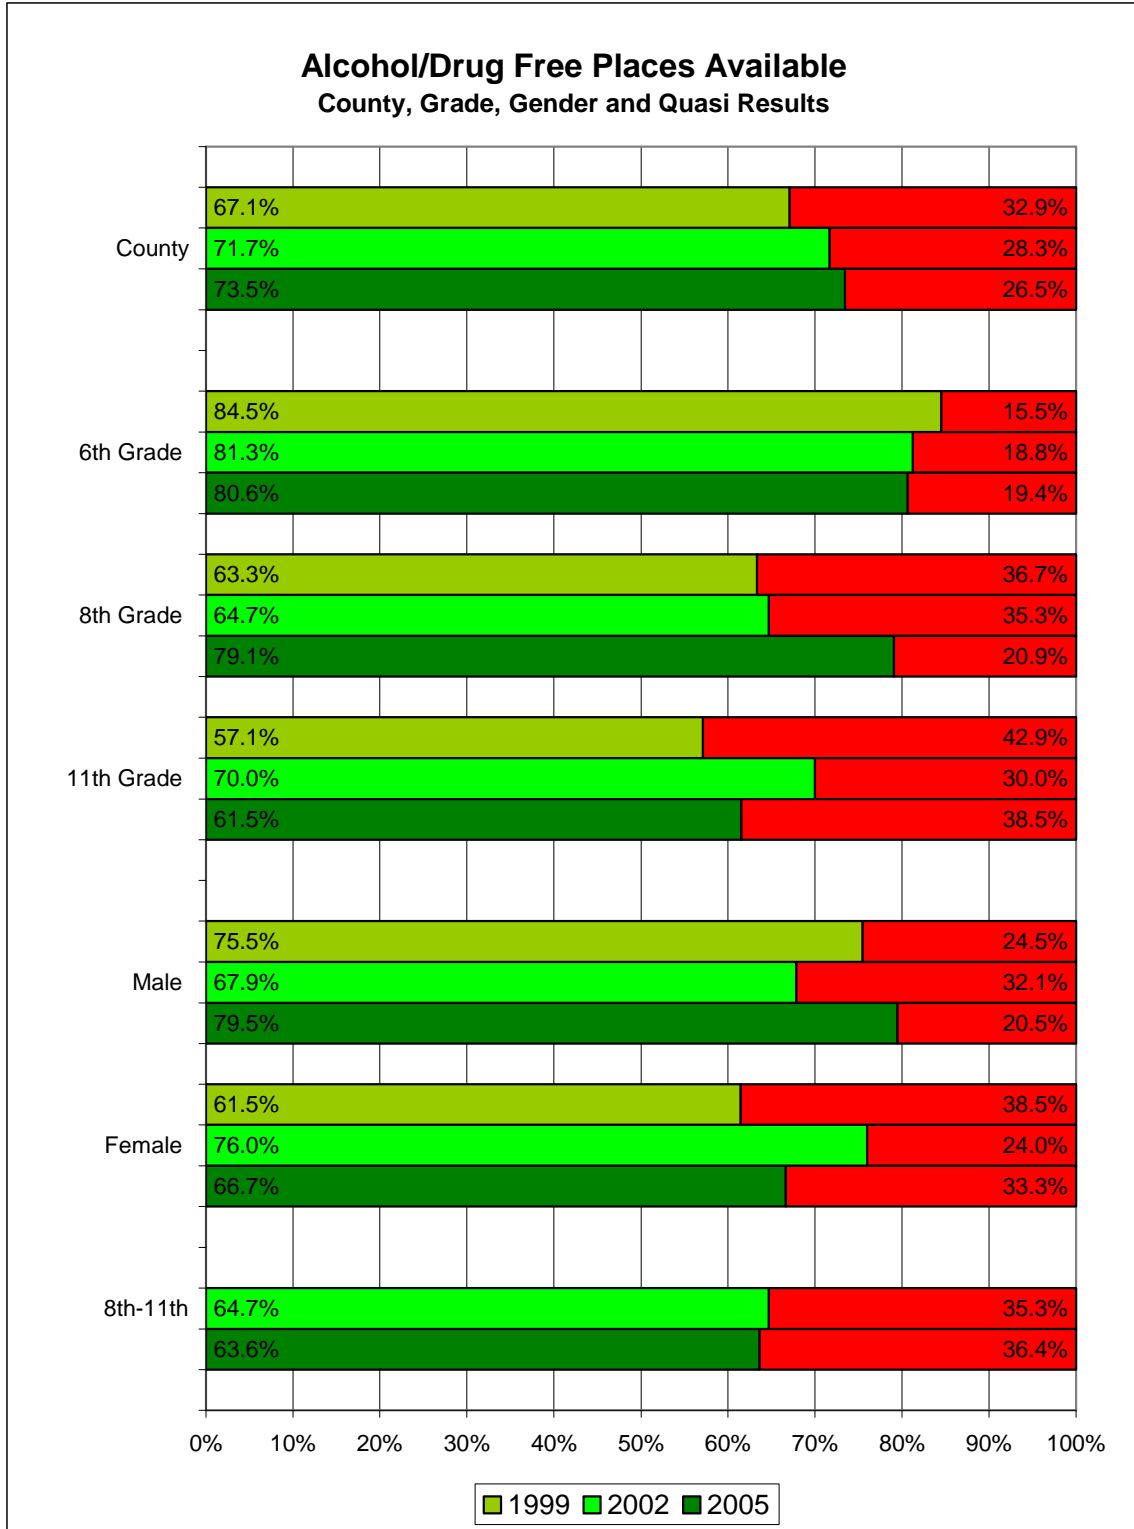 Alcohol/Drug Free Places Available
County, Grade, Gender and Quasi Results
67.1% 32.9%
County 71.7% 28.3%
73.5% 26.5%
84.5% 15.5%
6th Grade 81.3% 18.8%
80.6% 19.4%
63.3% 36.7%
8th Grade 64.7% 35.3%
79.1% 20.9%
57.1% 42.9%
11th Grade 70.0% 30.0%
61.5% 38.5%
75.5% 24.5%
Male 67.9% 32.1%
79.5% 20.5%
61.5% 38.5%
Female 76.0% 24.0%
66.7% 33.3%
8th-11th 64.7% 35.3%
63.6% 36.4%
0% 10% 20% 30% 40% 50% 60% 70% 80% 90% 100%
1999 2002 2005